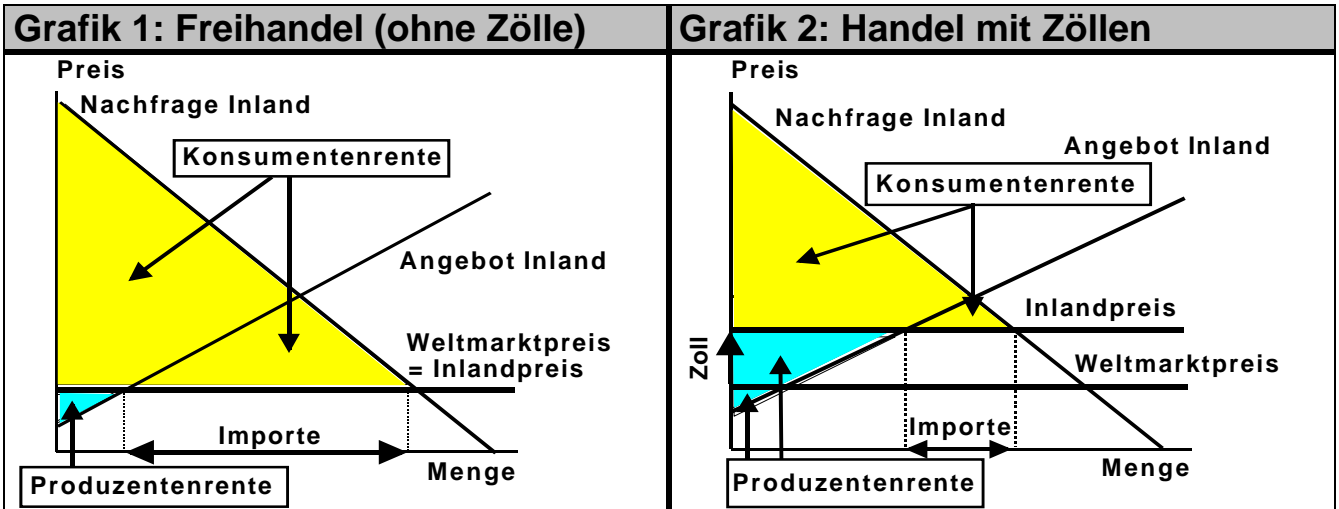 Grafik 1: Freihandel (ohne Zölle)
Preis
Nachfrage Inland
Konsumentenrente
Angebot Inland
Weltmarktpreis
= Inlandpreis
Importe
Menge
Produzentenrente
Grafik 2: Handel mit Zöllen
Preis
Nachfrage Inland
Angebot Inland
Konsumentenrente
Inlandpreis
Zoll
Weltmarktpreis
Importe
Menge
Produzentenrente